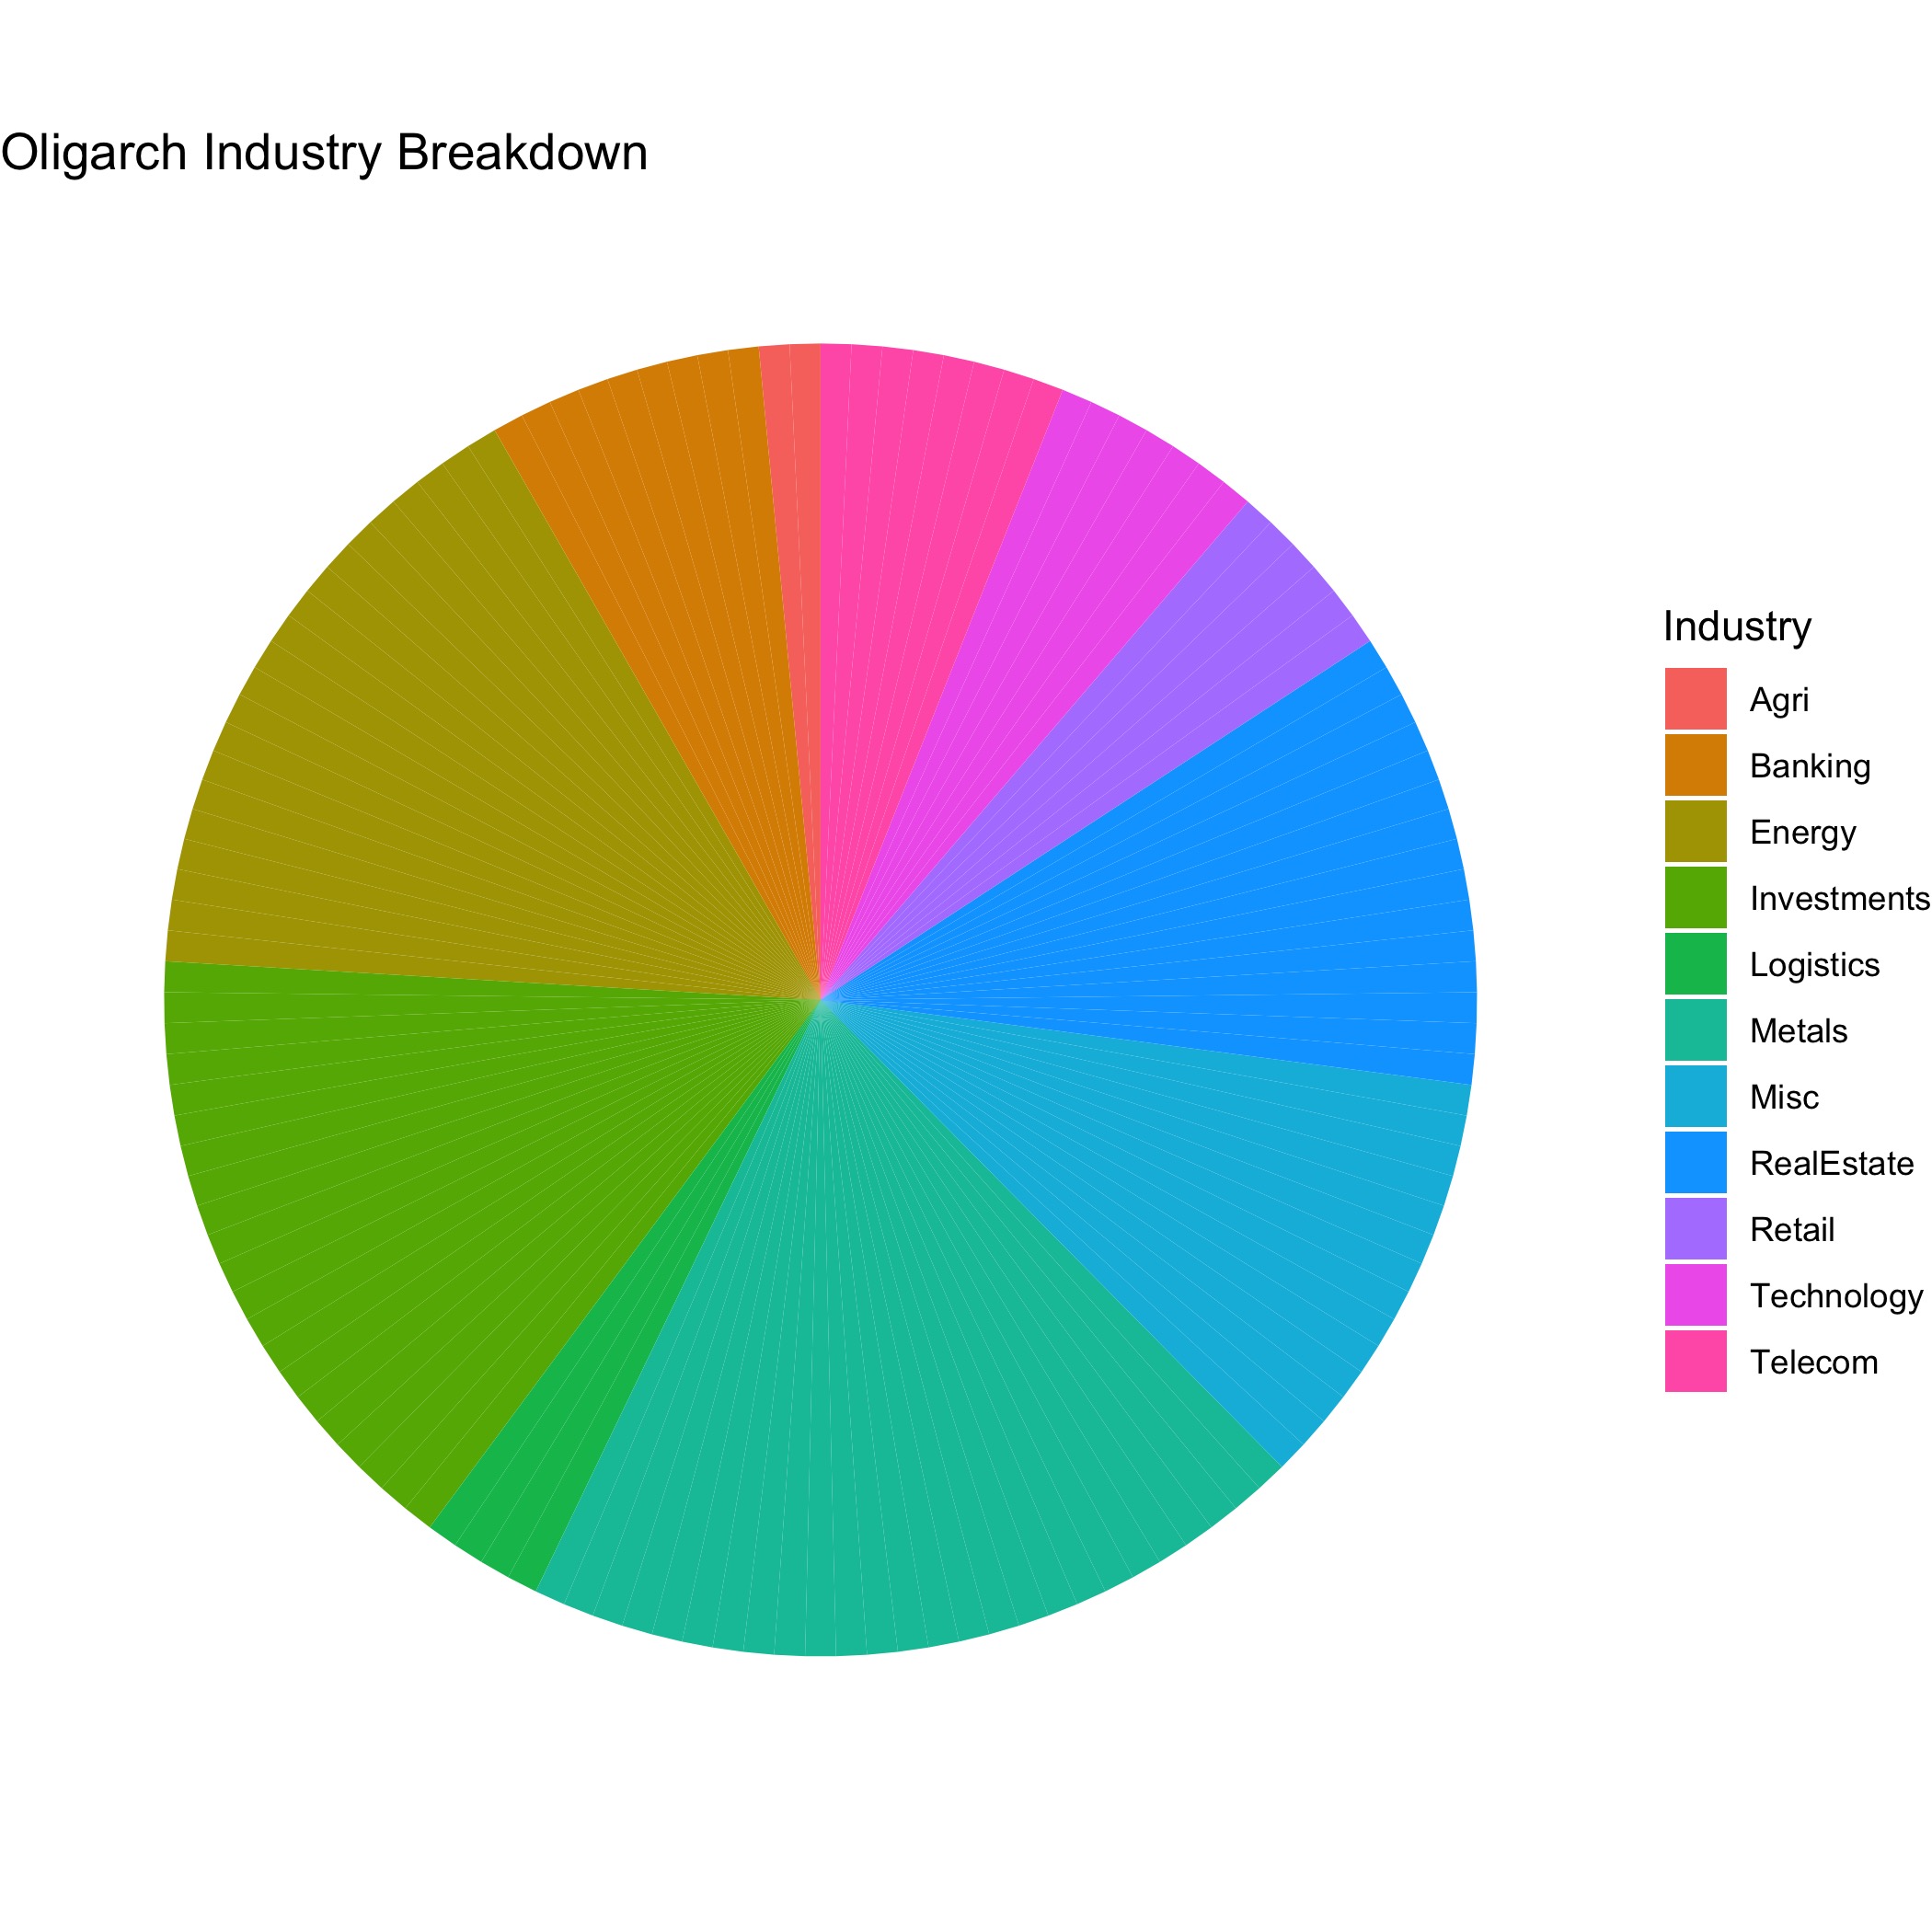 Oligarch Industry Breakdown
Industry
Agri
Banking
Energy
Investments
Logistics
Metals
Misc
RealEstate
Retail
Technology
Telecom